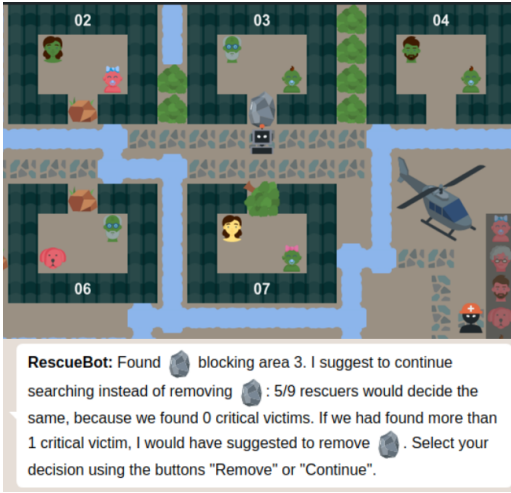 02 03 04
06 07
RescueBot: Found blocking area 3. I suggest to continue
searching instead of removing : 5/9 rescuers would decide the
same, because we found 0 critical victims. If we had found more than
1 critical victim, I would have suggested to remove . Select your
decision using the buttons "Remove" or "Continue".